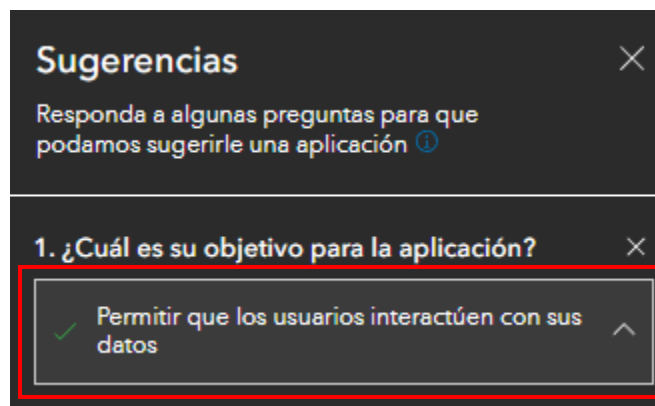 Sugerencias
Responda a algunas preguntas para que
podamos sugerirle una aplicación
1. ¿Cuál es su objetivo para la aplicación?
Permitir que los usuarios interactúen con sus
datos